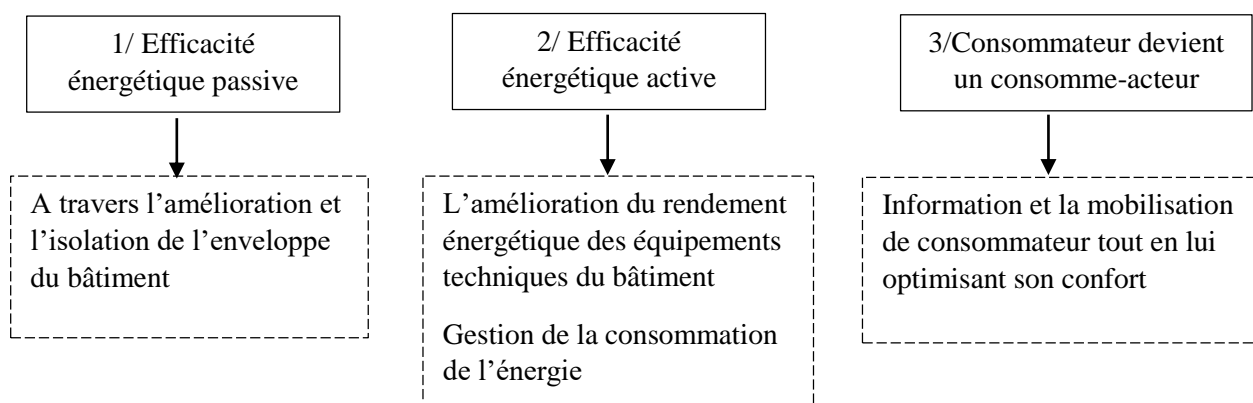 1/ Efficacité
énergétique passive
A travers l’amélioration et
l’isolation de l’enveloppe
du bâtiment
2/ Efficacité
énergétique active
L’amélioration du rendement
énergétique des équipements
techniques du bâtiment
Gestion de la consommation
de l’énergie
3/Consommateur devient
un consomme-acteur
Information et la mobilisation
de consommateur tout en lui
optimisant son confort